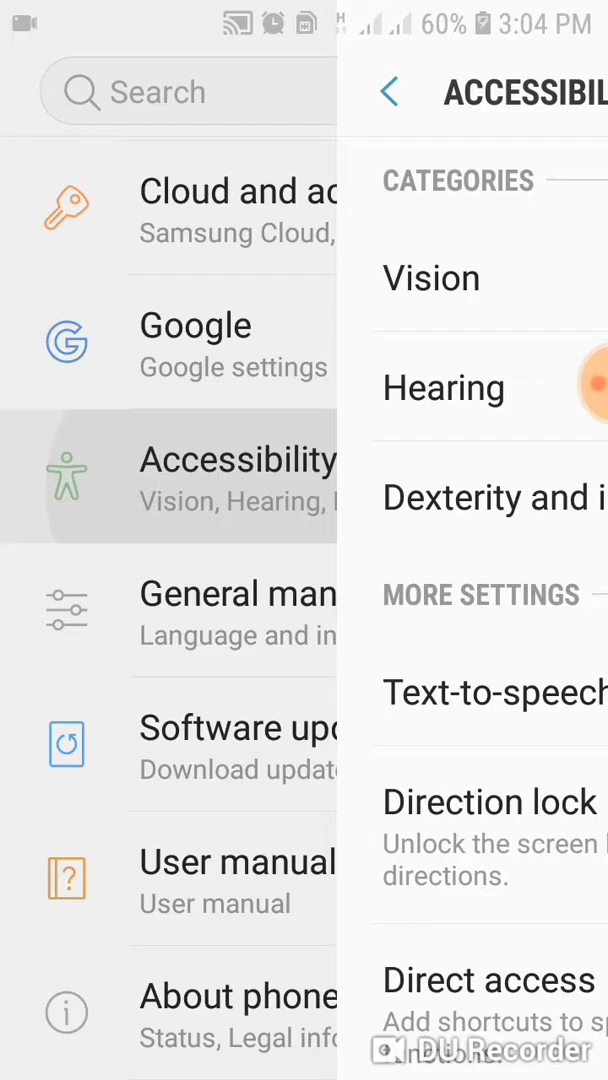 60% 3:04 PM
Search
Cloud and ac
Samsung Cloud,
Google
Google settings
Accessibility
Vision, Hearing,
General man
Language and in
Software upd
Download update
User manual
User manual
About phone
Status, Legal info
ACCESSIBIL
CATEGORIES
Vision
Hearing
Dexterity and i
MORE SETTINGS
Text-to-speech
Direction lock
Unlock the screen
directions.
Direct access
Add shortcuts to sp
functions.
DU Recorder